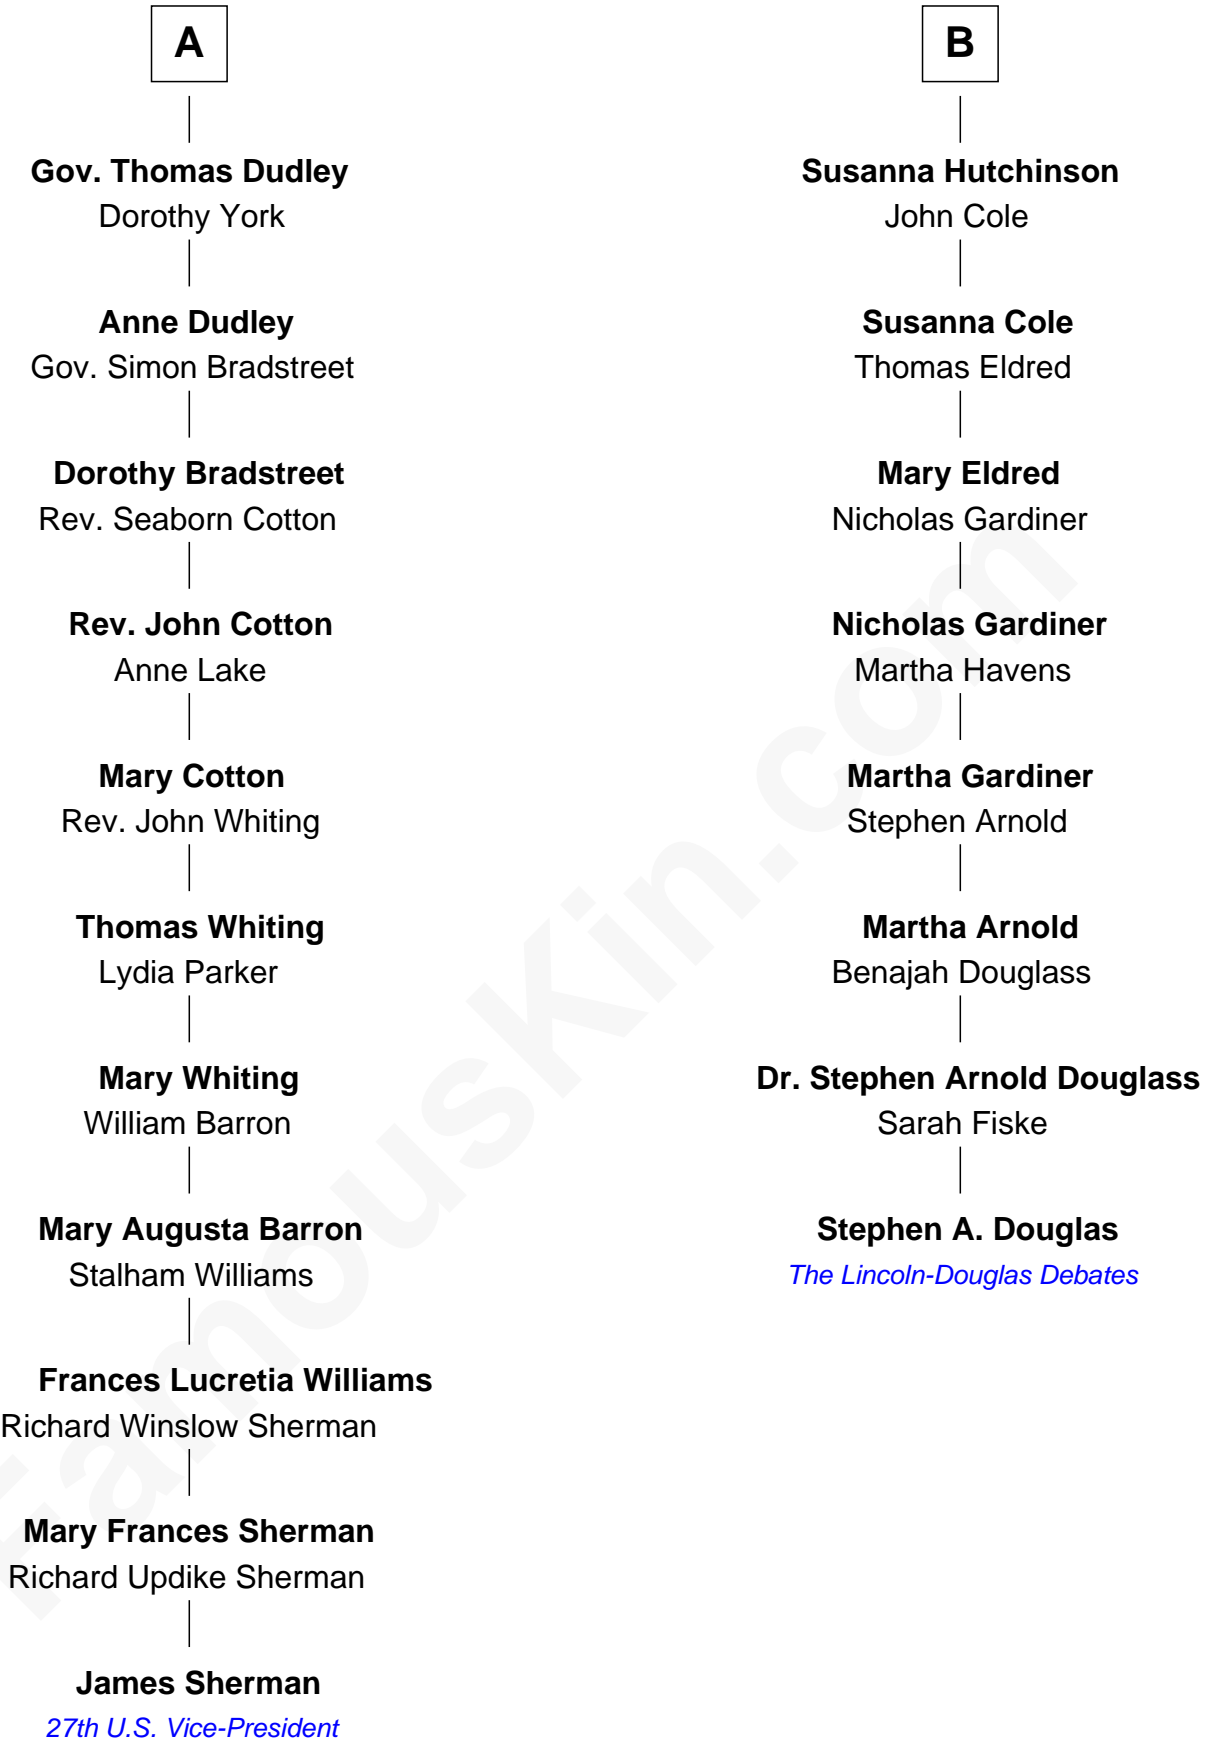 A
Gov. Thomas Dudley
Dorothy York
Anne Dudley
Gov. Simon Bradstreet
Dorothy Bradstreet
Rev. Seaborn Cotton
Rev. John Cotton
Anne Lake
Mary Cotton
Rev. John Whiting
Thomas Whiting
Lydia Parker
Mary Whiting
William Barron
Mary Augusta Barron
Stalham Williams
Frances Lucretia Williams
Richard Winslow Sherman
Mary Frances Sherman
Richard Updike Sherman
James Sherman
27th U.S. Vice-President
B
Susanna Hutchinson
John Cole
Susanna Cole
Thomas Eldred
Mary Eldred
Nicholas Gardiner
Nicholas Gardiner
Martha Havens
Martha Gardiner
Stephen Arnold
Martha Arnold
Benajah Douglass
Dr. Stephen Arnold Douglass
Sarah Fiske
Stephen A. Douglas
The Lincoln-Douglas Debates
FamousKin.com